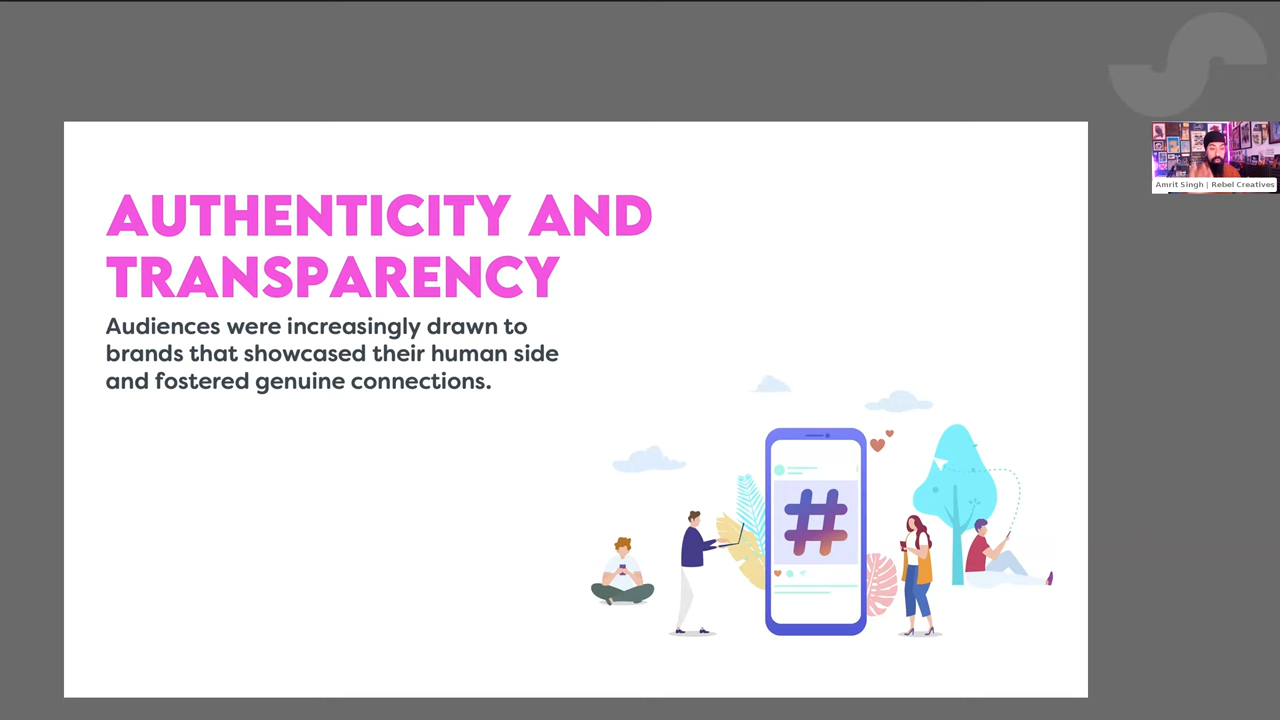 AUTHENTICITY AND
TRANSPARENCY
Audiences were increasingly drawn to
brands that showcased their human side
and fostered genuine connections.
#
Amrit Singh | Rebel Creatives